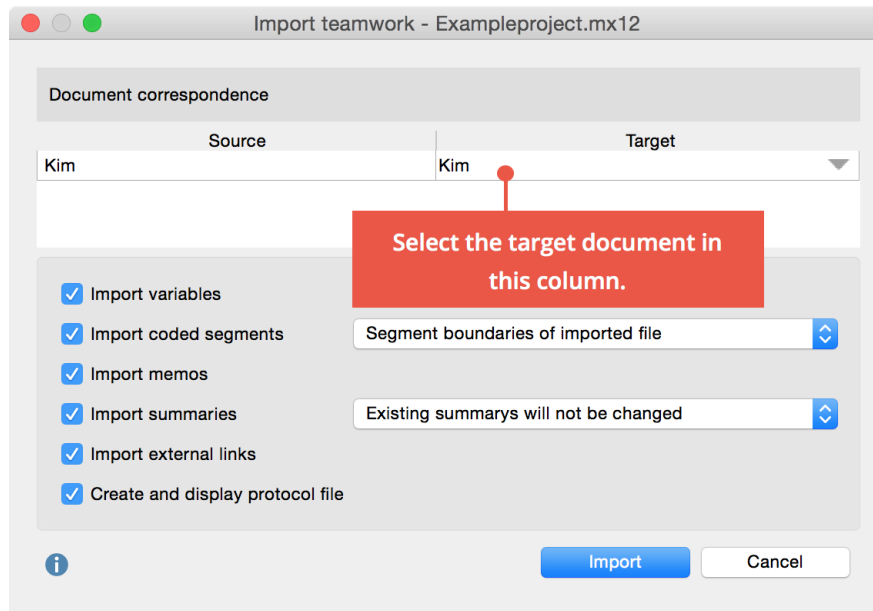 Import teamwork - Exampleproject.mx12
Document correspondence
Source Target
Kim Kim
Select the target document in
this column.
Import variables
Import coded segments Segment boundaries of imported file
Import memos
Import summaries Existing summarys will not be changed
Import external links
Create and display protocol file
i Import Cancel